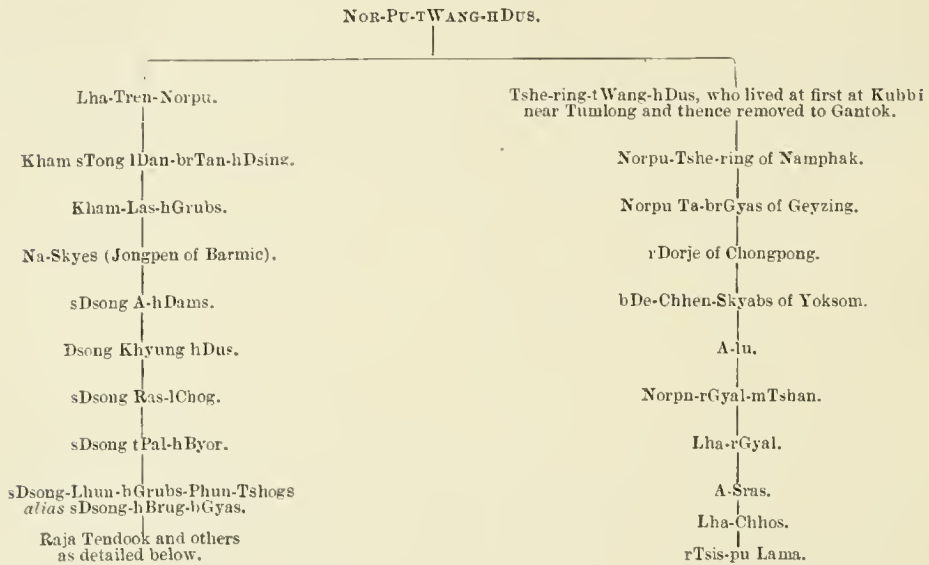 NOR-PU-TWANG-HDUS.
Lha-Tren-Norpu.
Kham sTong lDan-brTan-hDsing.
Kham-Las-hGrubs.
Na-Skyes (Jongpen of Barmic).
sDsong A-hDams.
Dsong Khyung hDus.
sDsong Ras-lChog.
sDsong tPal-hByor.
sDsong-Lhun-hGrubs-Phun-Tshogs
alias sDsong-hBrug-bGyas.
Raja Tendook and others
as detailed below.
Tshe-ring-tWang-hDus, who lived at first at Kubbi
near Tumlong and thence removed to Gantok.
Norpu-Tshe-ring of Namphak.
Norpu Ta-brGyas of Geyzing.
rDorje of Chongpong.
bDe-Chhen-Skyabs of Yoksom.
A-lu.
Norpn-rGyal-mTshan.
Lha-rGyal.
A-Sras.
Lha-Chhos.
rTsis-pu Lama.